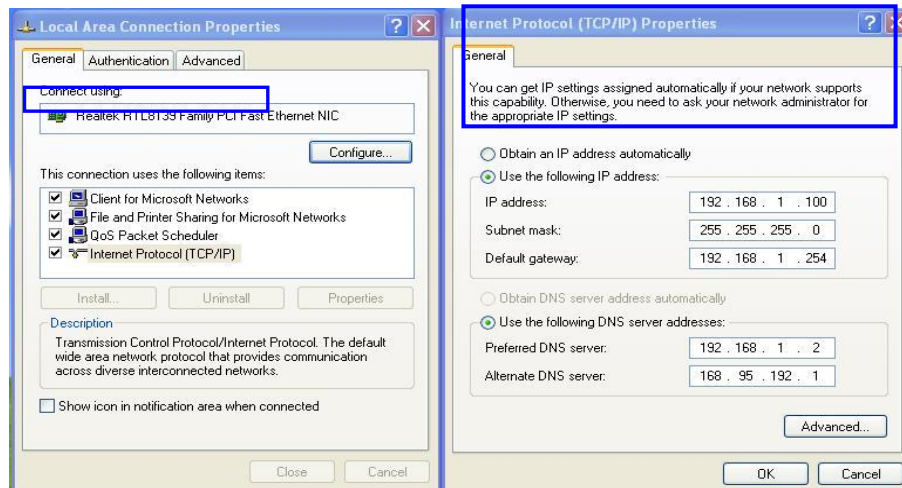 Local Area Connection Properties
General Authentication Advanced
Connect using:
Realtek RTL8139 Family PCI Fast Ethernet NIC
Configure...
This connection uses the following items:
Client for Microsoft Networks
File and Printer Sharing for Microsoft Networks
QoS Packet Scheduler
Internet Protocol (TCP/IP)
Install... Uninstall Properties
Description
Transmission Control Protocol/Internet Protocol. The default
wide area network protocol that provides communication
across diverse interconnected networks.
Show icon in notification area when connected
Close Cancel
Internet Protocol (TCP/IP) Properties
General
You can get IP settings assigned automatically if your network supports
this capability. Otherwise, you need to ask your network administrator for
the appropriate IP settings.
Obtain an IP address automatically
Use the following IP address:
IP address: 192 . 168 . 1 . 100
Subnet mask: 255 . 255 . 255 . 0
Default gateway: 192 . 168 . 1 . 254
Obtain DNS server address automatically
Use the following DNS server addresses:
Preferred DNS server: 192 . 168 . 1 . 2
Alternate DNS server: 168 . 95 . 192 . 1
Advanced...
OK Cancel